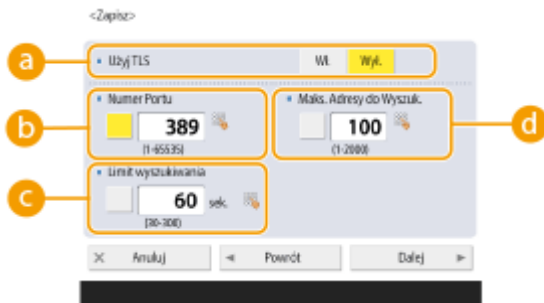 <Zapisz>
a
Użyj TLS Wł. Wył.
b
Numer Portu
389
(1-65535)
Maks. Adresy do Wyszuk.
100
(1-2000)
d
c
Limit wyszukiwania
60 sek.
(30-300)
Anuluj Powrót Dalej